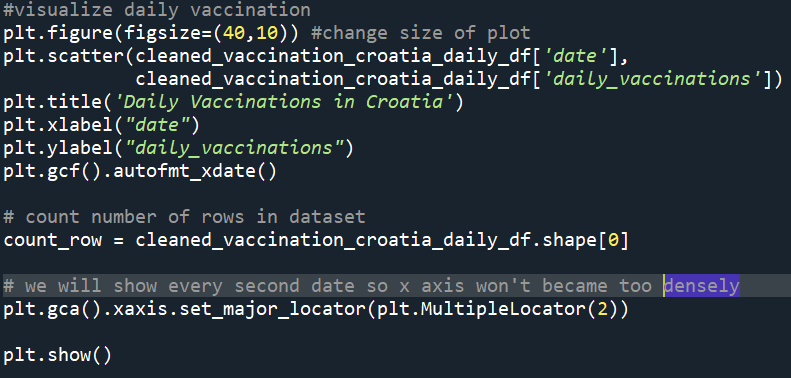 #visualize daily vaccination
plt.figure(figsize=(40,10)) #change size of plot
plt.scatter(cleaned_vaccination_croatia_daily_df['date'],
            cleaned_vaccination_croatia_daily_df['daily_vaccinations'])
plt.title('Daily Vaccinations in Croatia')
plt.xlabel("date")
plt.ylabel("daily_vaccinations")
plt.gcf().autofmt_xdate()
# count number of rows in dataset
count_row = cleaned_vaccination_croatia_daily_df.shape[0]
# we will show every second date so x axis won't became too densely
plt.gca().xaxis.set_major_locator(plt.MultipleLocator(2))
plt.show()